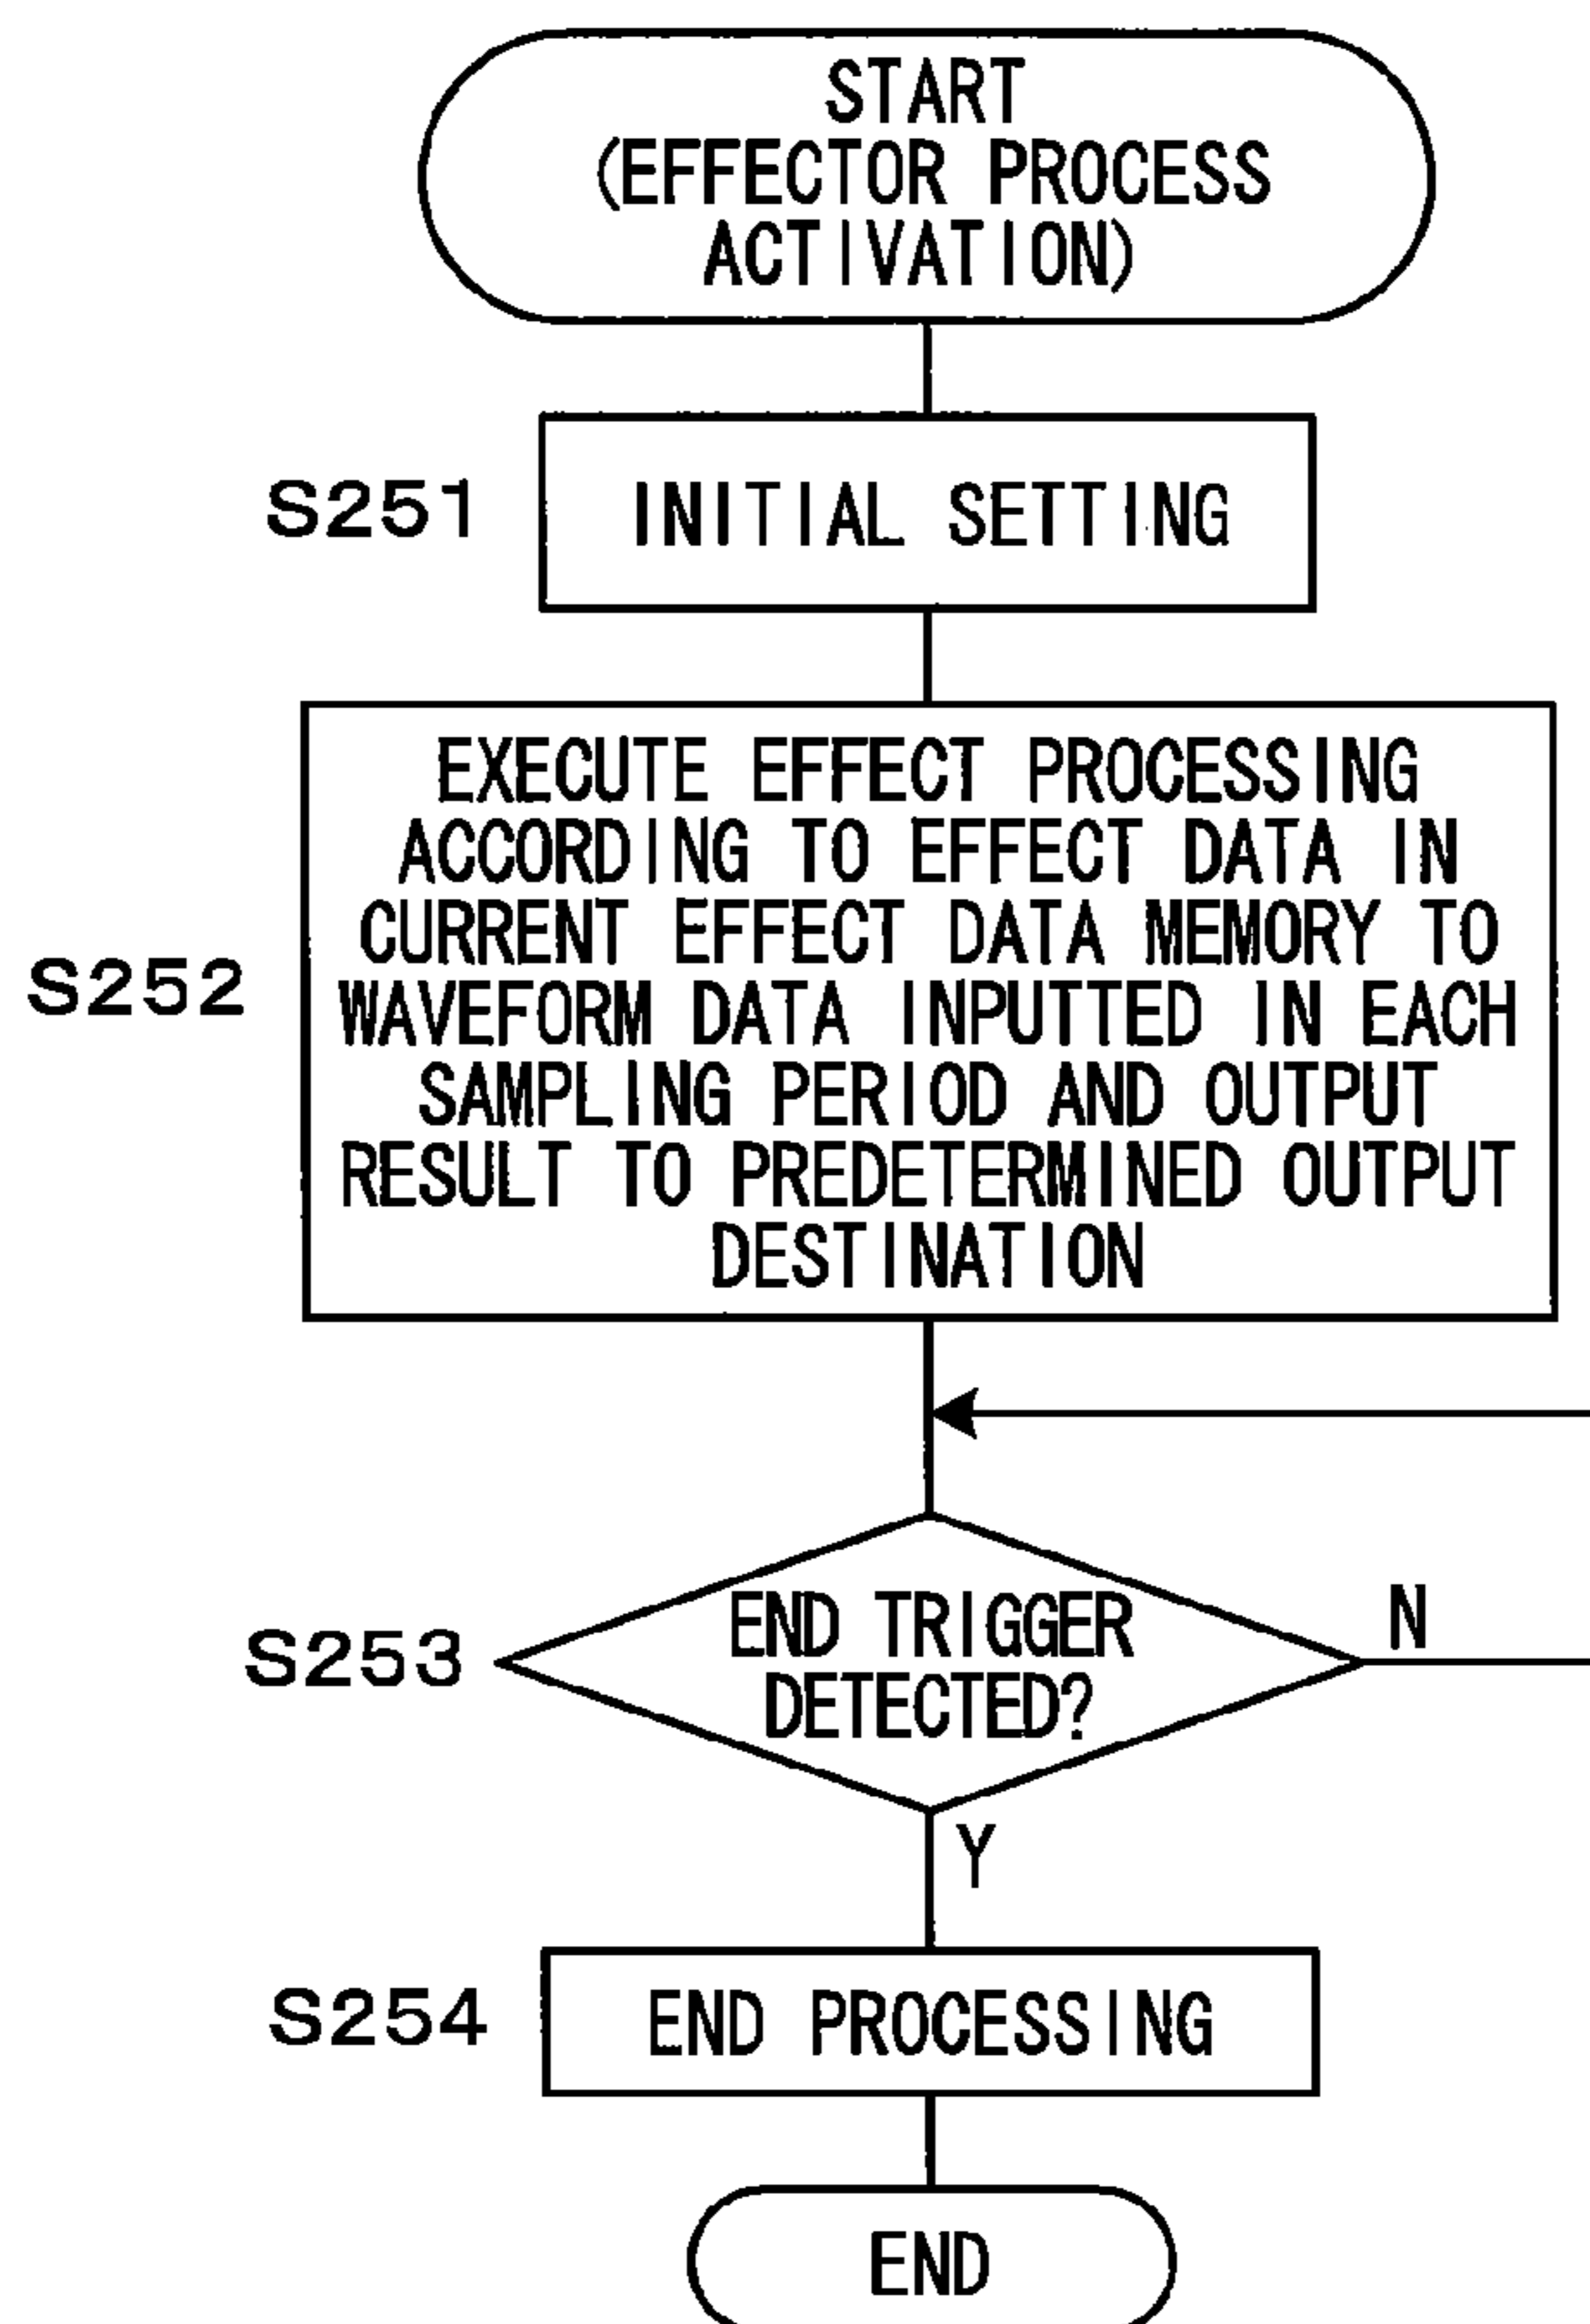 START
(EFFECTOR PROCESS
ACTIVATION)
S251
INITIAL SETTING
EXECUTE EFFECT PROCESSING
ACCORDING TO EFFECT DATA IN
CURRENT EFFECT DATA MEMORY TO
S252
WAVEFORM DATA INPUTTED IN EACH
SAMPLING PERIOD AND OUTPUT
RESULT TO PREDETERMINED OUTPUT
DESTINATION
S253
END TRIGGER
DETECTED?
N
Y
S254
END PROCESSING
END